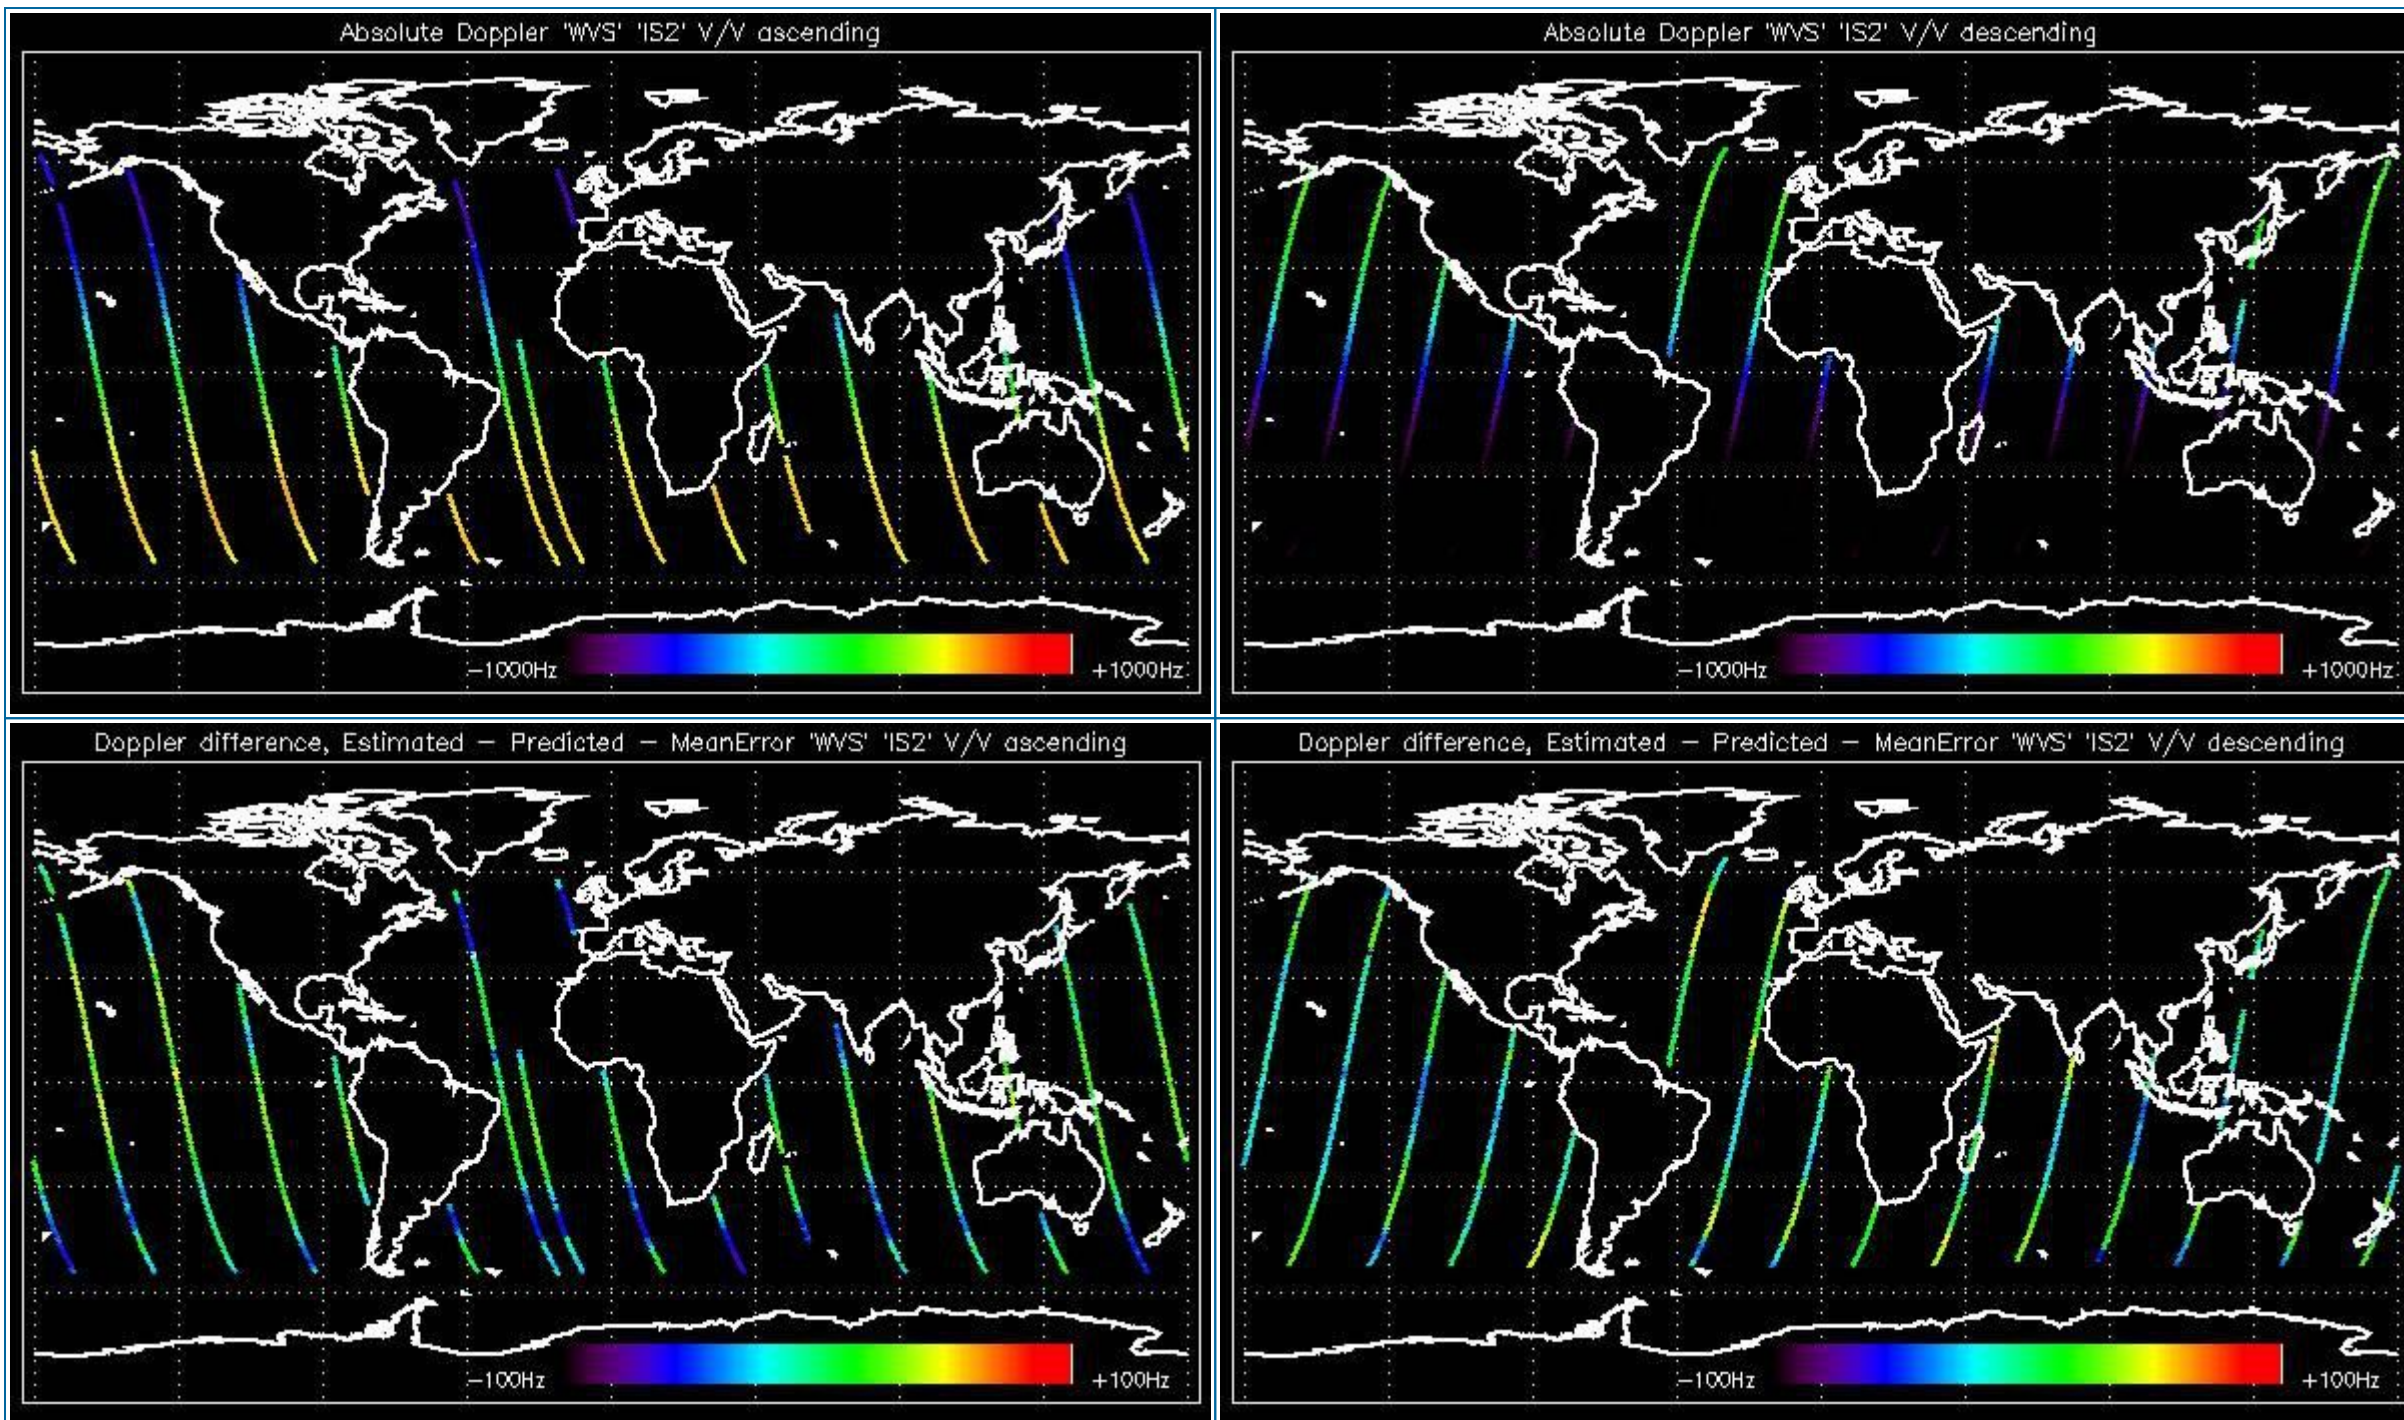 Absolute Doppler 'WVS' 'IS2' V/V ascending
-1000Hz
+1000Hz
Absolute Doppler 'WVS' 'IS2' V/V descending
-1000Hz
+1000Hz
Doppler difference, Estimated - Predicted - MeanError 'WVS' 'IS2' V/V ascending
-100Hz
+100Hz
Doppler difference, Estimated - Predicted - MeanError 'WVS' 'IS2' V/V descending
-100Hz
+100Hz